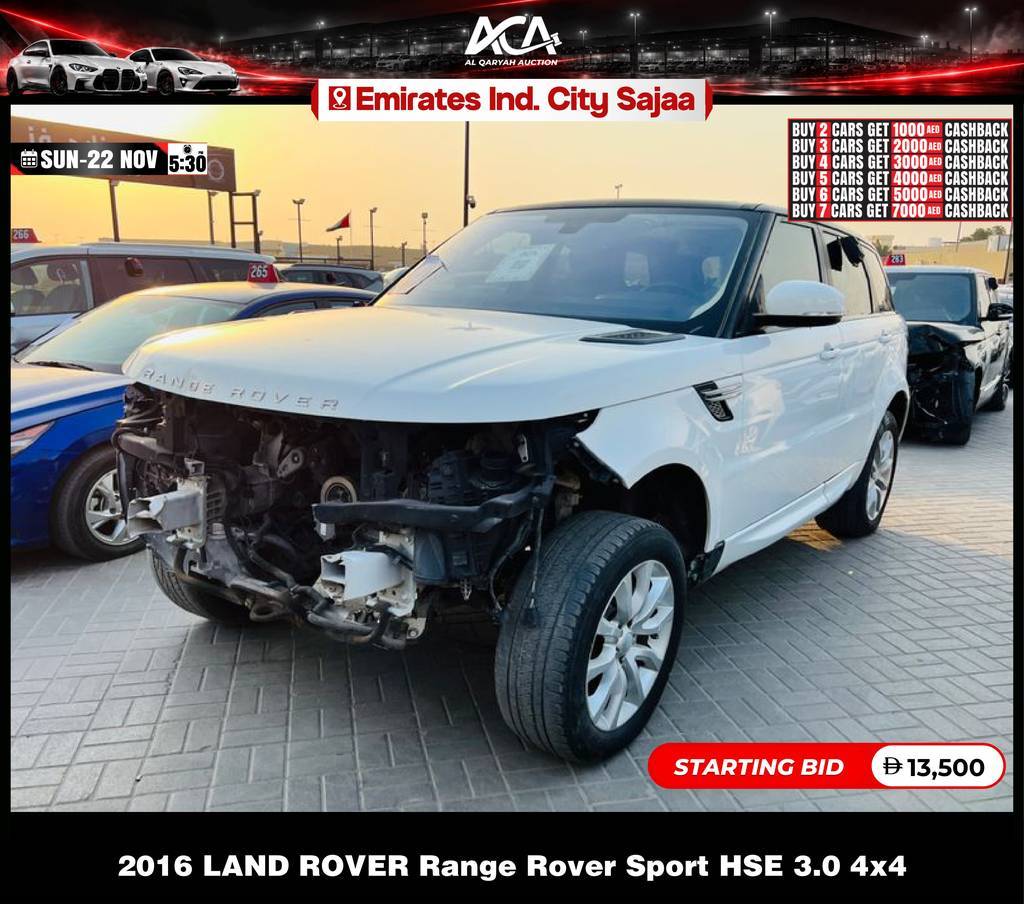 ACA
AL QARYAH AUCTION
Emirates Ind. City Sajaa
SUN-22 NOV 5:30
BUY 2 CARS GET 1000 AED CASHBACK
BUY 3 CARS GET 2000 AED CASHBACK
BUY 4 CARS GET 3000 AED CASHBACK
BUY 5 CARS GET 4000 AED CASHBACK
BUY 6 CARS GET 5000 AED CASHBACK
BUY 7 CARS GET 7000 AED CASHBACK
266
265
263
RANGE ROVER
STARTING BID 13,500
2016 LAND ROVER Range Rover Sport HSE 3.0 4x4